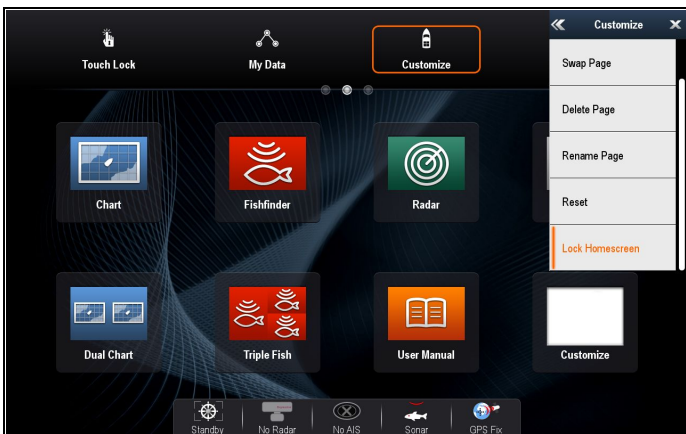 Touch Lock
My Data
Customize
Customize
Swap Page
Delete Page
Rename Page
Reset
Lock Homescreen
Chart
Fishfinder
Radar
Dual Chart
Triple Fish
User Manual
Customize
Standby
No Radar
No AIS
Sonar
GPS Fix